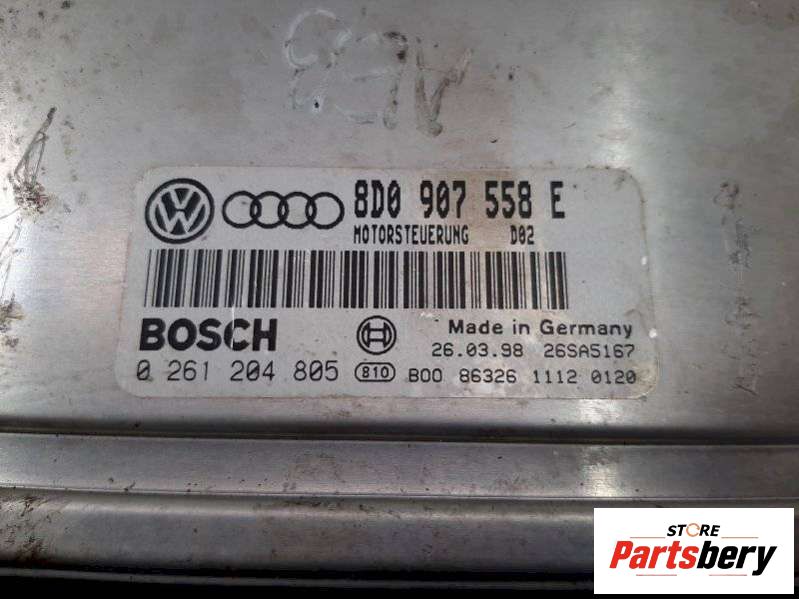 VW
8D0 907 558 E
MOTORSTEUERUNG D02
BOSCH
Made in Germany
26.03.98 26SA5167
0 261 204 805 810 B00 86326 1112 0120
STORE
Partsbery